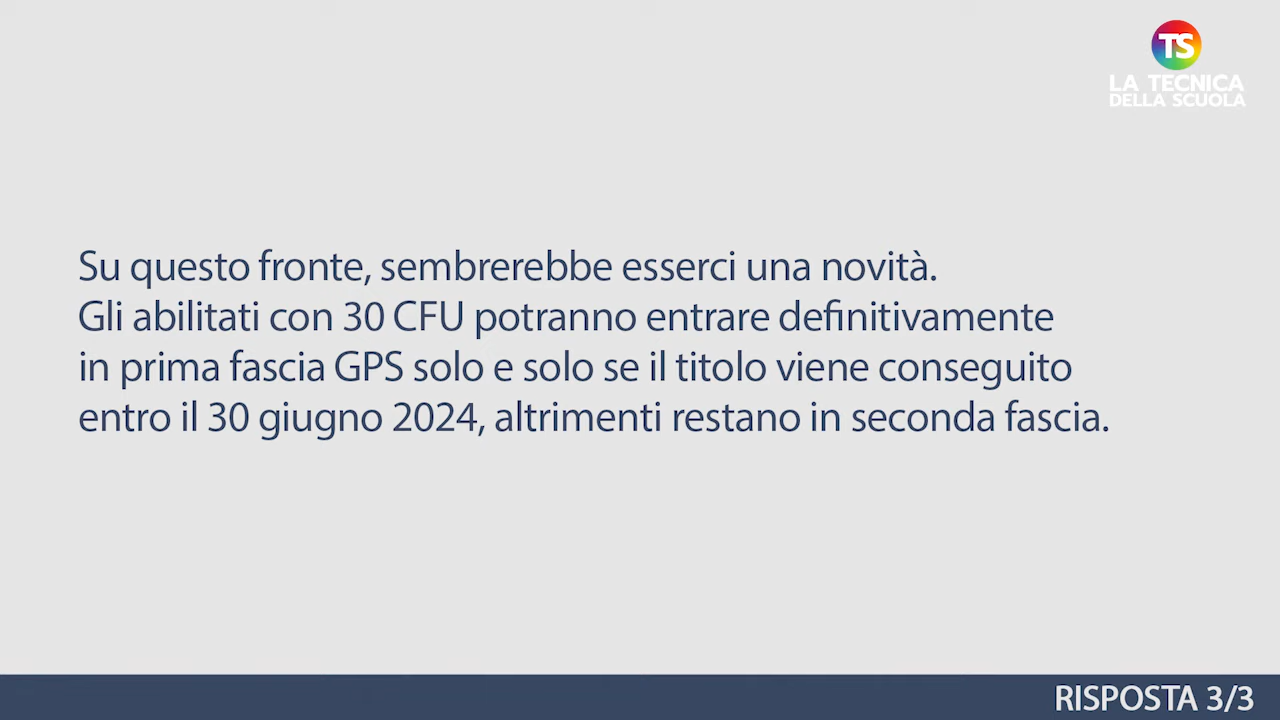 TS
LA TECNICA
DELLA SCUOLA
Su questo fronte, sembrerebbe esserci una novità.
Gli abilitati con 30 CFU potranno entrare definitivamente
in prima fascia GPS solo e solo se il titolo viene conseguito
entro il 30 giugno 2024, altrimenti restano in seconda fascia.
RISPOSTA 3/3